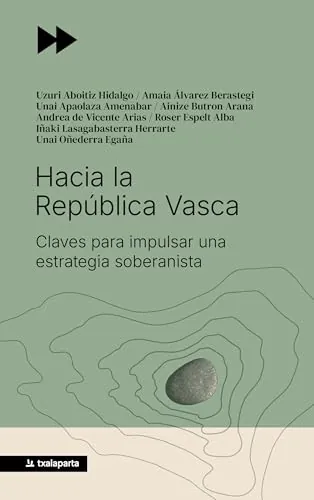 Uzuri Aboitiz Hidalgo / Amaia Álvarez Berastegi
Unai Apaolaza Amenabar / Ainize Butron Arana
Andrea de Vicente Arias / Roser Espelt Alba
Iñaki Lasagabasterra Herrarte
Unai Oñederra Egaña
Hacia la
República Vasca
Claves para impulsar una
estrategia soberanista
txalaparta